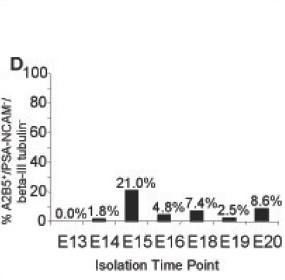 D
% A2B5⁺/PSA-NCAM⁻/
beta-III tubulin⁻
100
80
60
40
20
0
0.0% 1.8% 21.0% 4.8% 7.4% 2.5% 8.6%
E13 E14 E15 E16 E18 E19 E20
Isolation Time Point